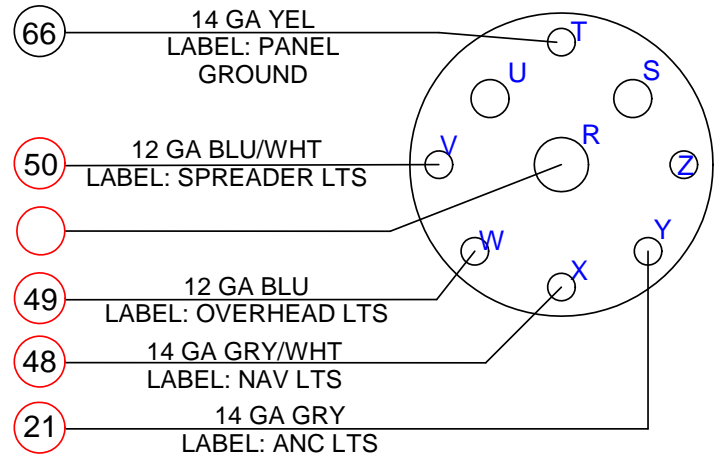 66
14 GA YEL
LABEL: PANEL
GROUND
T
U
S
R
50
12 GA BLU/WHT
LABEL: SPREADER LTS
V
Z
W
Y
49
12 GA BLU
LABEL: OVERHEAD LTS
X
48
14 GA GRY/WHT
LABEL: NAV LTS
21
14 GA GRY
LABEL: ANC LTS